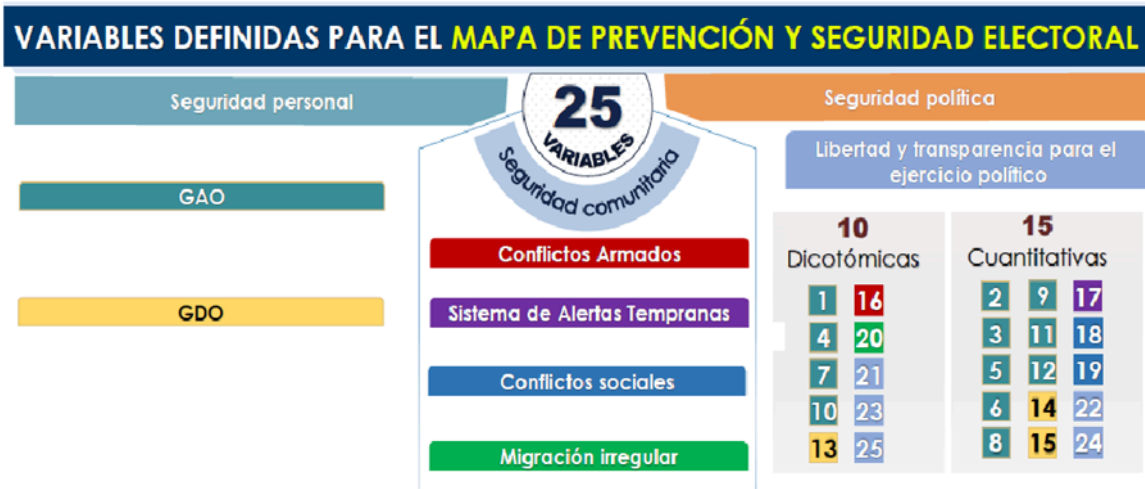 VARIABLES DEFINIDAS PARA EL MAPA DE PREVENCIÓN Y SEGURIDAD ELECTORAL
Seguridad personal
25
VARIABLES
Seguridad comunitaria
Seguridad política
GAO
GDO
Conflictos Armados
Sistema de Alertas Tempranas
Conflictos sociales
Migración irregular
Libertad y transparencia para el
ejercicio político
10
Dicotómicas
1 16
4 20
7 21
10 23
13 25
15
Cuantitativas
2 9 17
3 11 18
5 12 19
6 14 22
8 15 24